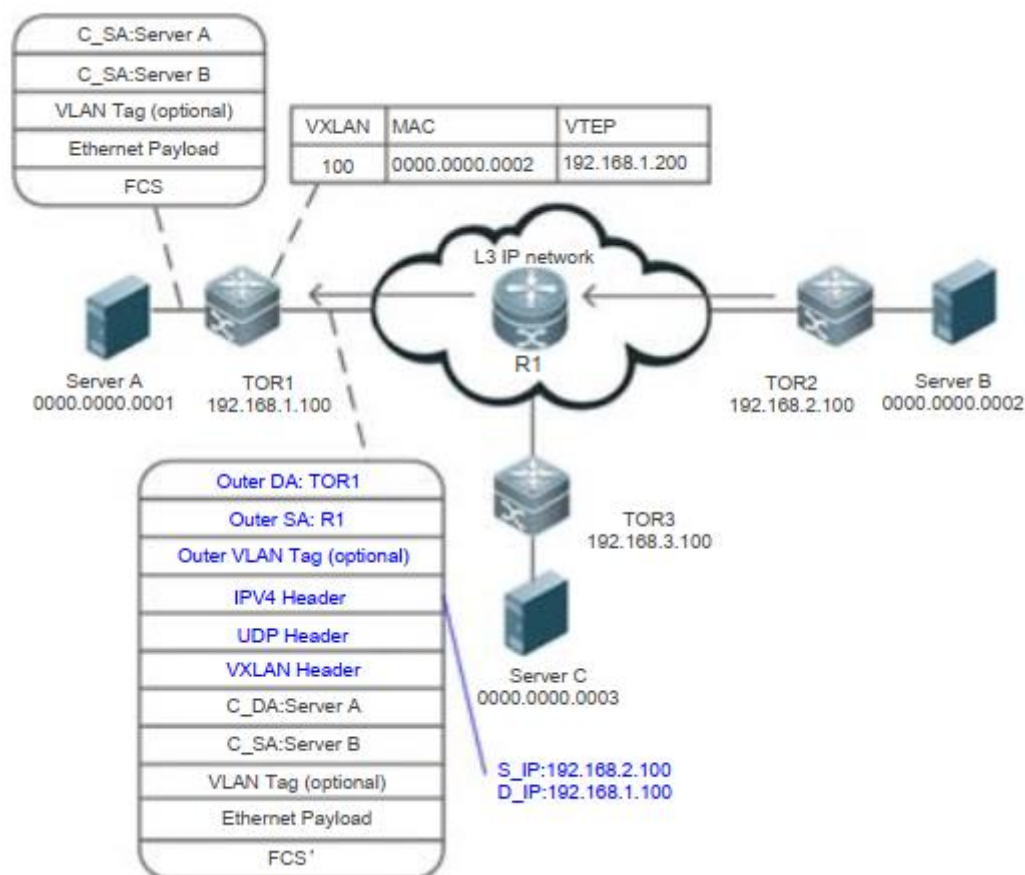 C_SA:Server A
C_SA:Server B
VLAN Tag (optional)
Ethernet Payload
FCS
VXLAN MAC VTEP
100 0000.0000.0002 192.168.1.200
L3 IP network
R1
Server A
0000.0000.0001
TOR1
192.168.1.100
TOR2
192.168.2.100
Server B
0000.0000.0002
TOR3
192.168.3.100
Server C
0000.0000.0003
Outer DA: TOR1
Outer SA: R1
Outer VLAN Tag (optional)
IPV4 Header
UDP Header
VXLAN Header
C_DA:Server A
C_SA:Server B
VLAN Tag (optional)
Ethernet Payload
FCS'
S_IP:192.168.2.100
D_IP:192.168.1.100